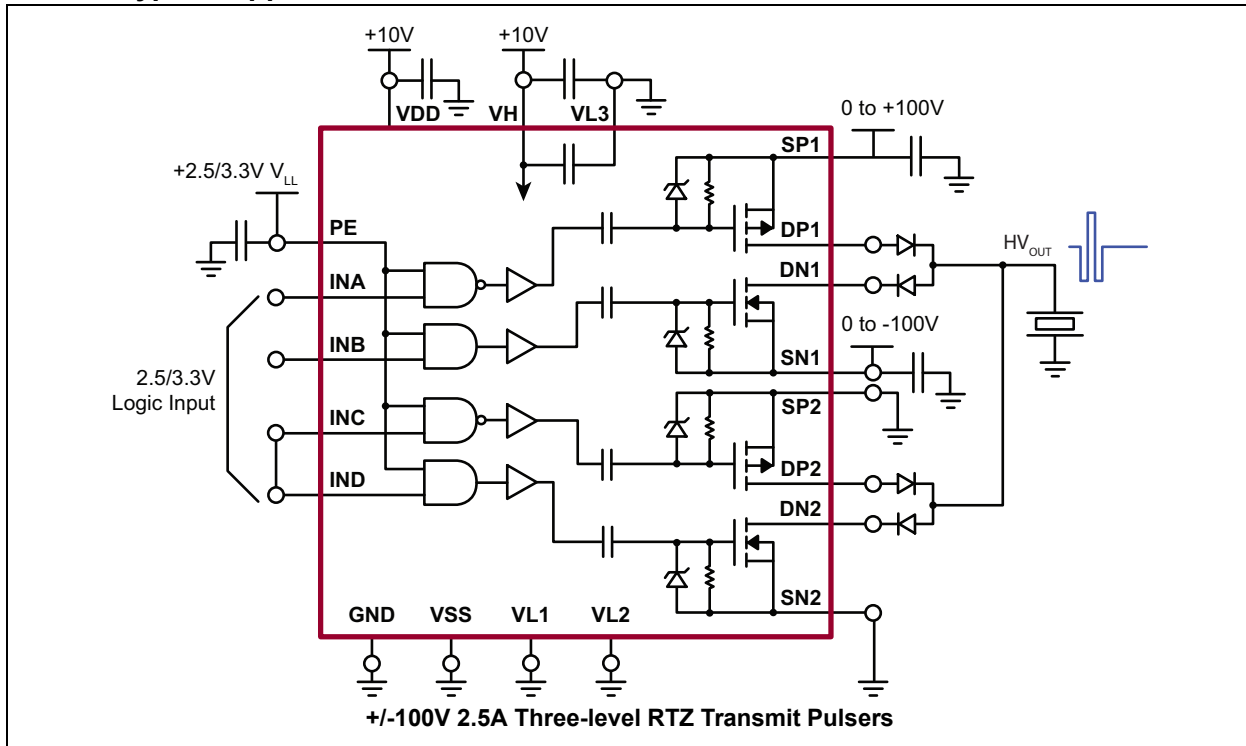 +10V
+10V
VDD
VH
VL3
0 to +100V
SP1
+2.5/3.3V VLL
PE
DP1
HVOUT
DN1
INA
0 to -100V
INB
SN1
2.5/3.3V
Logic Input
SP2
INC
DP2
IND
DN2
SN2
GND
VSS
VL1
VL2
+/-100V 2.5A Three-level RTZ Transmit Pulsers